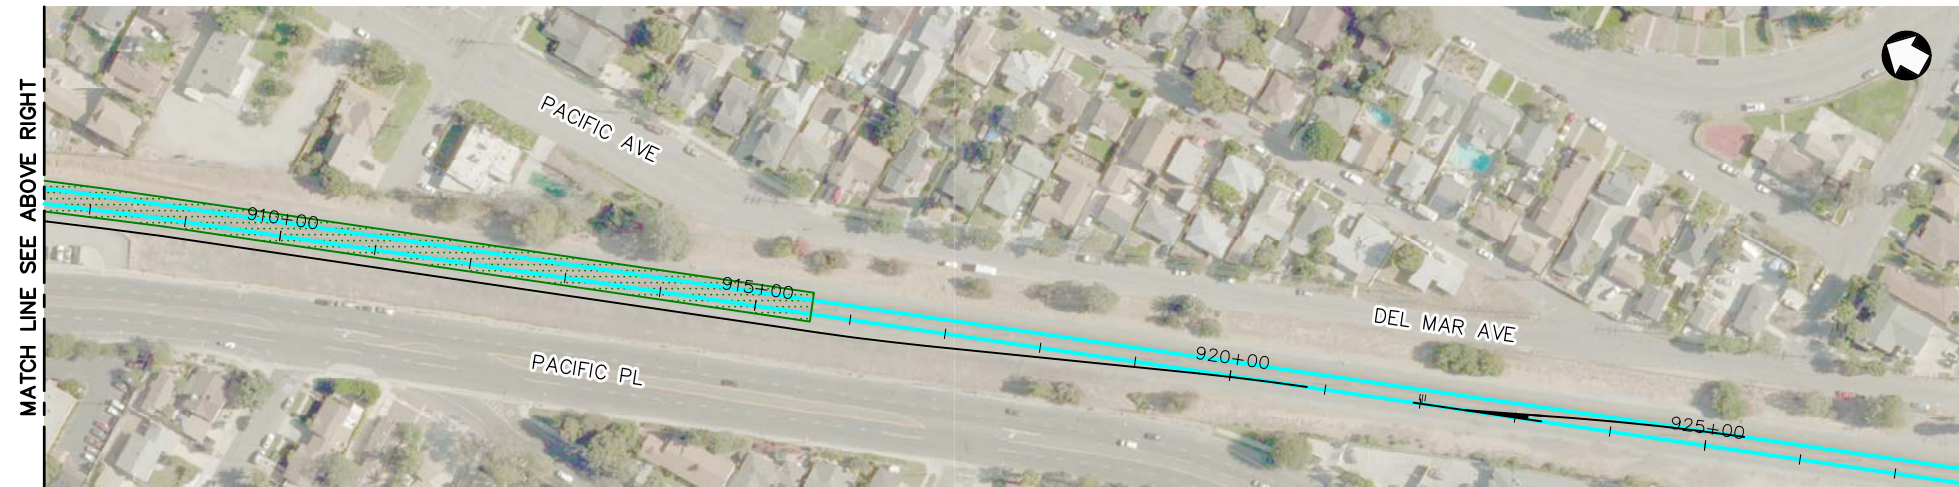 MATCH LINE SEE ABOVE RIGHT
PACIFIC AVE
910+00
915+00
DEL MAR AVE
920+00
PACIFIC PL
925+00